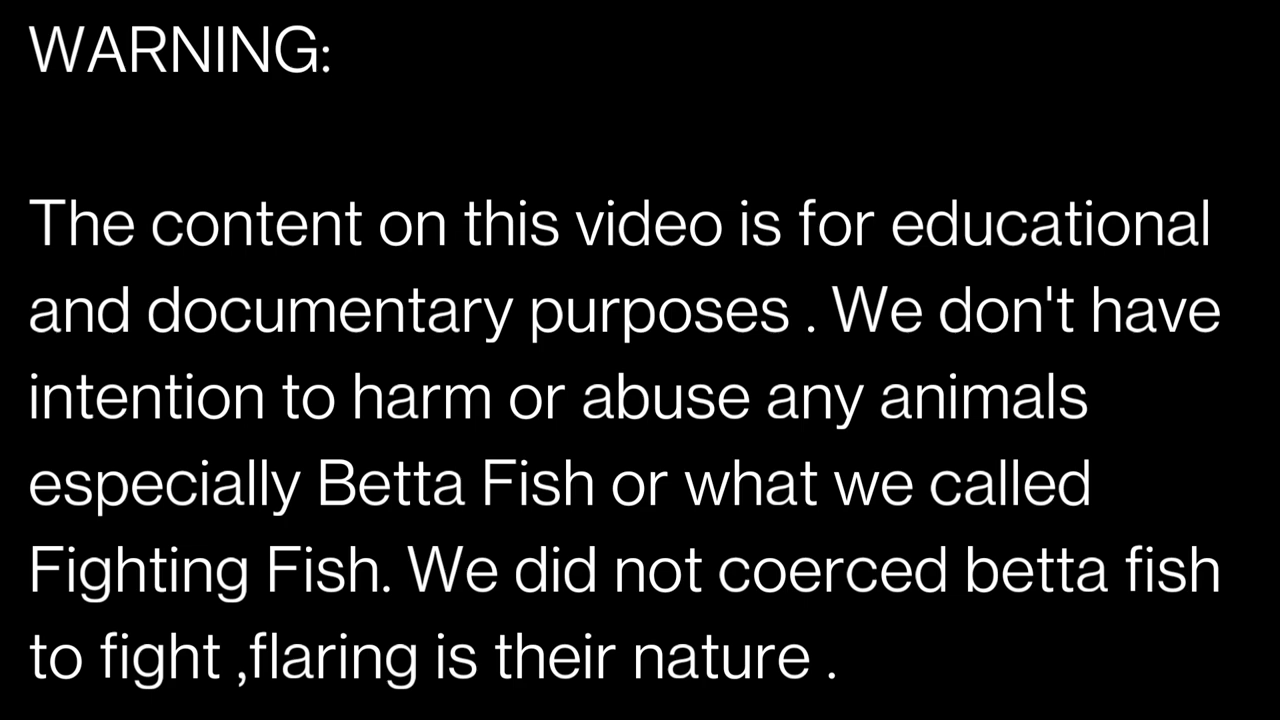 WARNING:
The content on this video is for educational
and documentary purposes . We don't have
intention to harm or abuse any animals
especially Betta Fish or what we called
Fighting Fish. We did not coerced betta fish
to fight ,flaring is their nature .